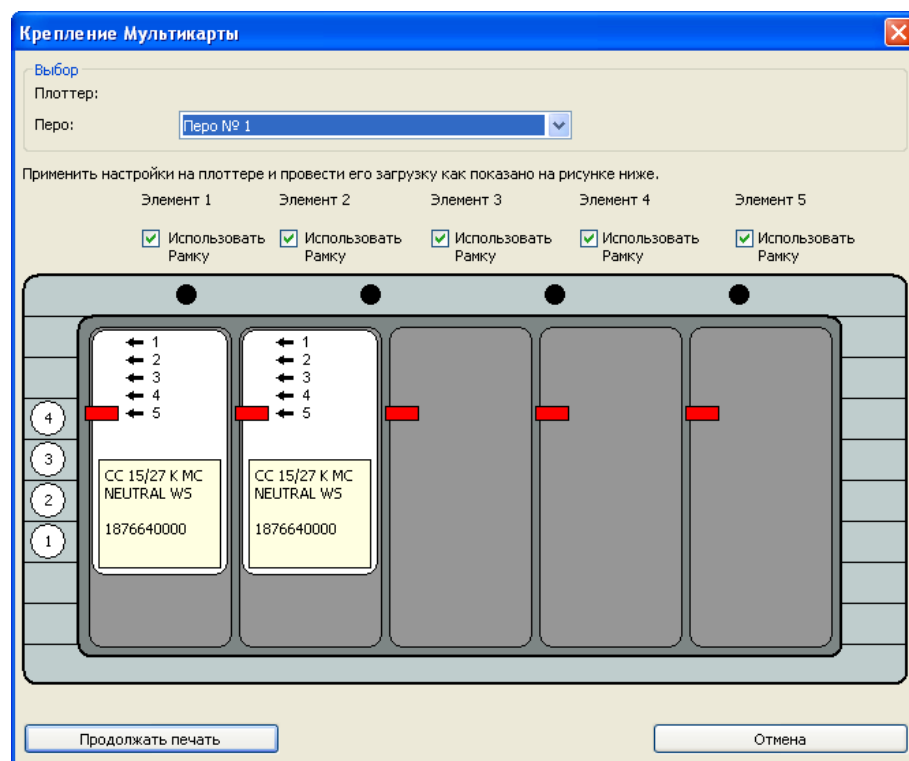 Крепление Мультикарты
Выбор
Плоттер:
Перо: Перо № 1
Применить настройки на плоттере и провести его загрузку как показано на рисунке ниже.
Элемент 1 Элемент 2 Элемент 3 Элемент 4 Элемент 5
Использовать Использовать Использовать Использовать Использовать
Рамку Рамку Рамку Рамку Рамку
1 1
2 2
3 3
4 4
4 5 5
3 CC 15/27 K MC CC 15/27 K MC
2 NEUTRAL WS NEUTRAL WS
1 1876640000 1876640000
Продолжать печать Отмена